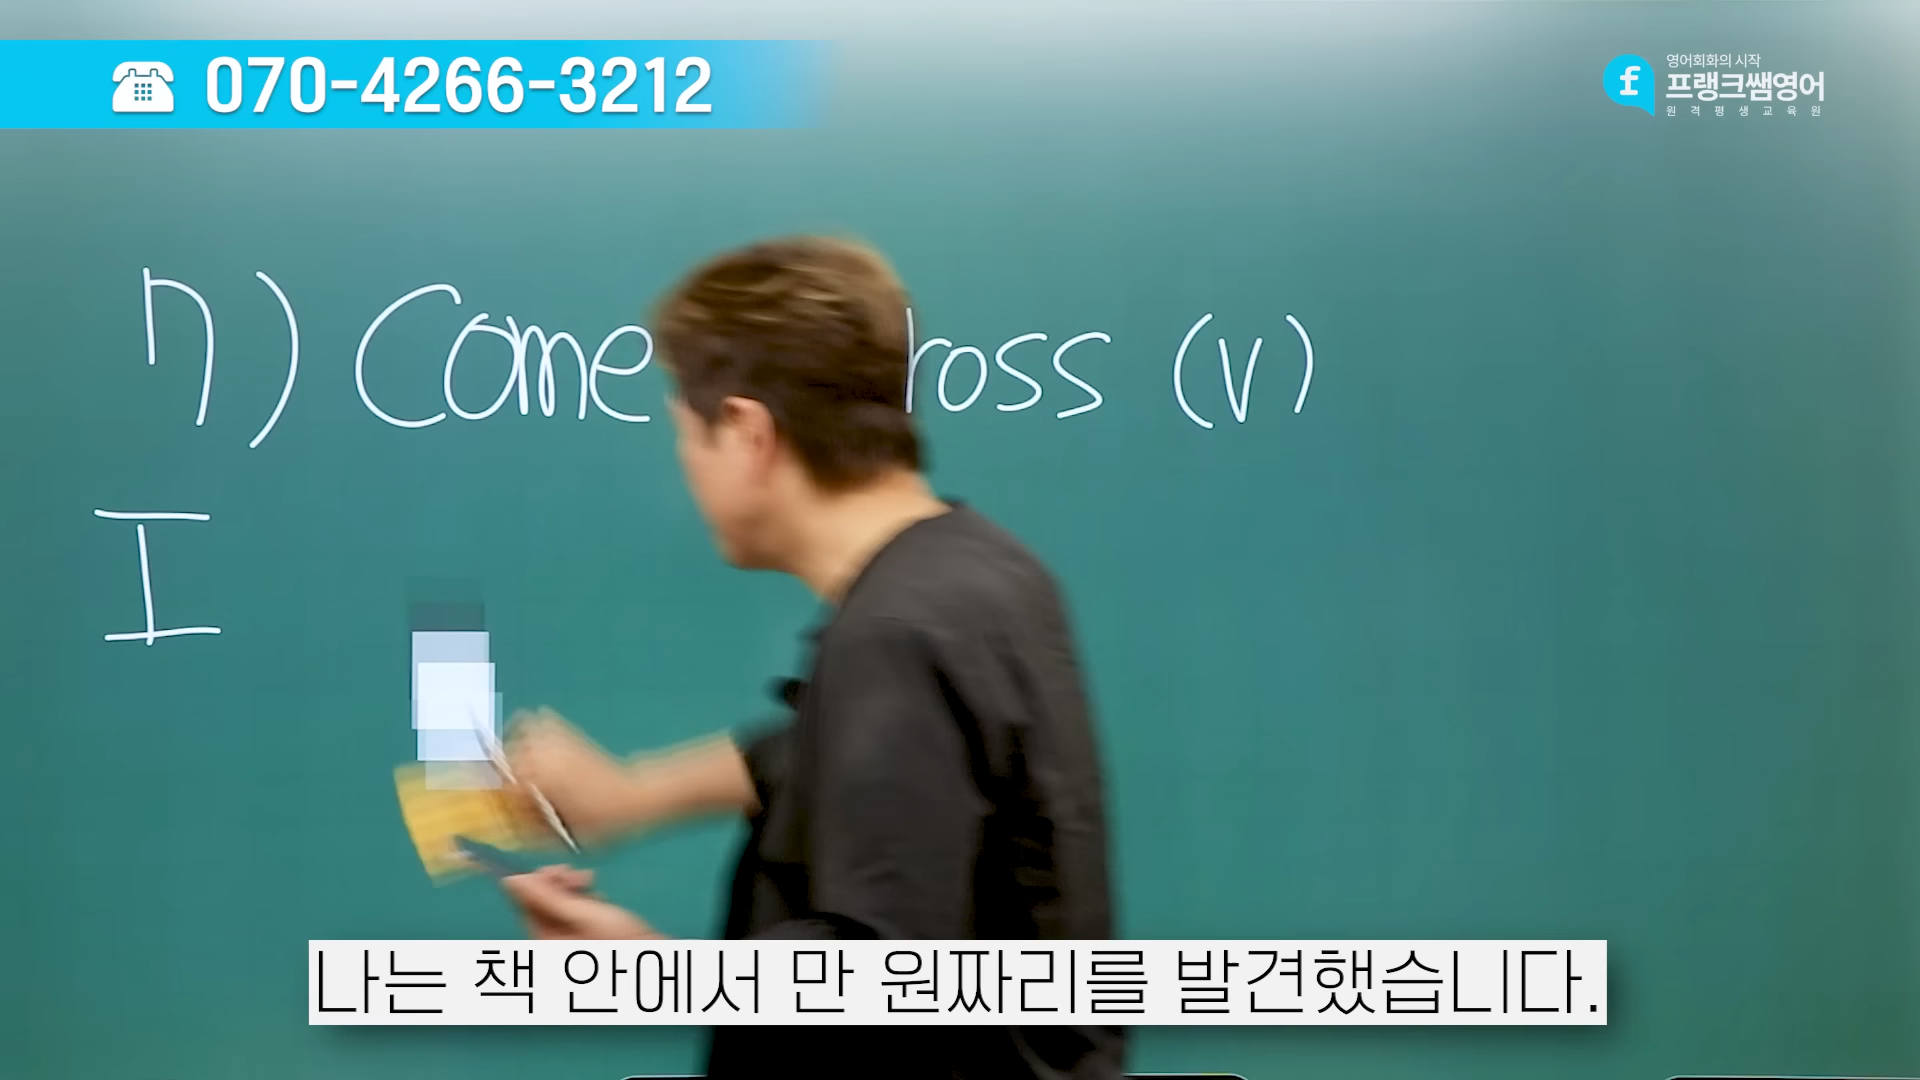 070-4266-3212
영어회화의 시작
프랭크쌤영어
원격평생교육원
7) Come ross (v)
I
나는 책 안에서 만 원짜리를 발견했습니다.